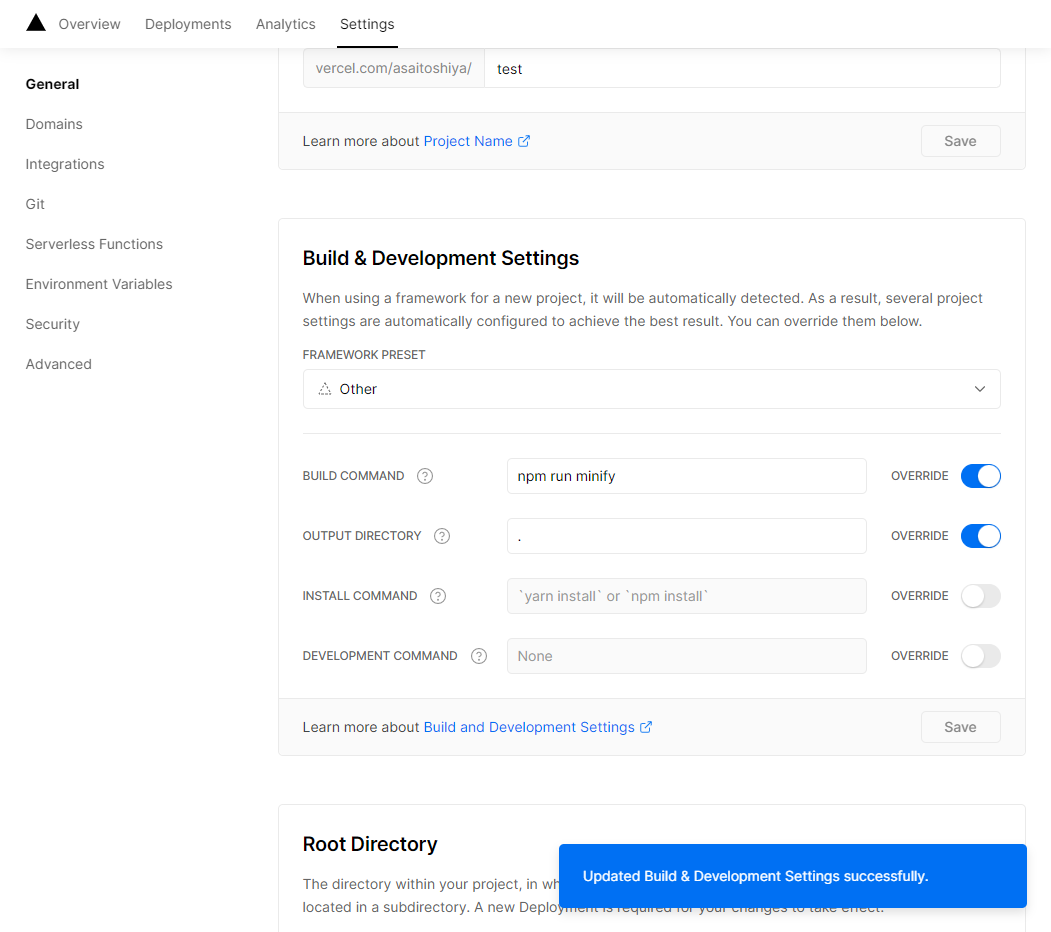 Overview Deployments Analytics Settings
General
Domains
Integrations
Git
Serverless Functions
Environment Variables
Security
Advanced
vercel.com/asaitoshiya/ test
Learn more about Project Name Save
Build & Development Settings
When using a framework for a new project, it will be automatically detected. As a result, several project
settings are automatically configured to achieve the best result. You can override them below.
FRAMEWORK PRESET
Other
BUILD COMMAND ? npm run minify OVERRIDE
OUTPUT DIRECTORY ? . OVERRIDE
INSTALL COMMAND ? `yarn install` or `npm install` OVERRIDE
DEVELOPMENT COMMAND ? None OVERRIDE
Learn more about Build and Development Settings Save
Root Directory
The directory within your project, in wh
located in a subdirectory. A new Deployment is required for your changes to take effect.
Updated Build & Development Settings successfully.